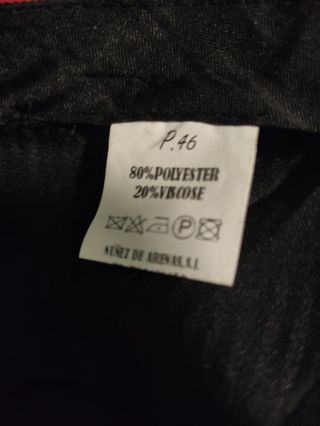 P.46
80%POLYESTER
20%VISCOSE
P
NUÑEZ DE ARENAS, S.L